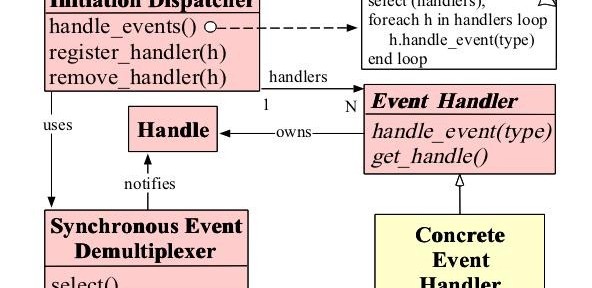 Initiation Dispatcher
handle_events()
register_handler(h)
remove_handler(h)
select (handlers);
foreach h in handlers loop
h.handle_event(type)
end loop
handlers
1
N
uses
Handle
owns
Event Handler
handle_event(type)
get_handle()
notifies
Synchronous Event
Demultiplexer
select()
Concrete
Event
Handler